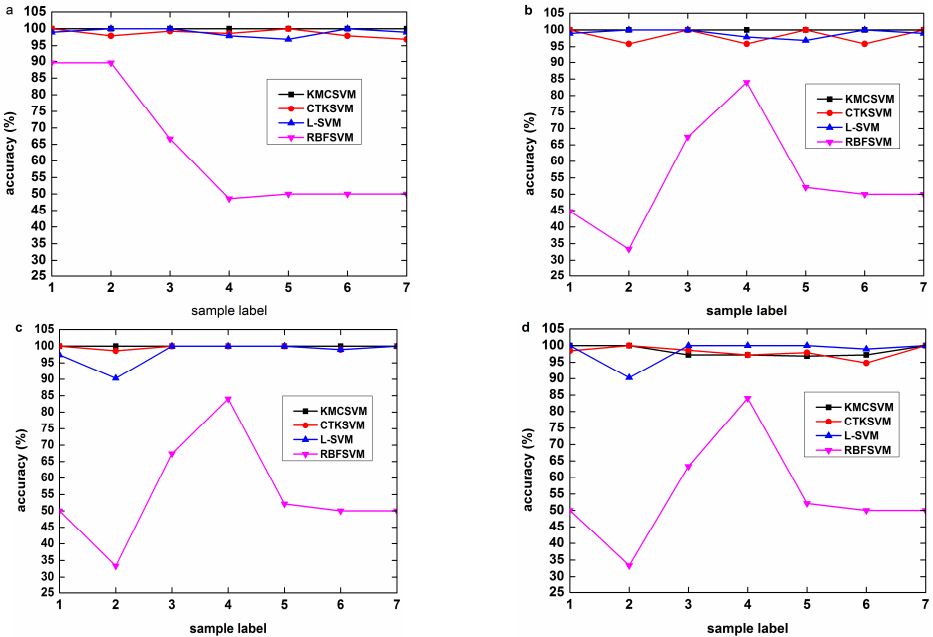 a
105
100
95
90
85
80
75
70
65
60
55
50
45
40
35
30
25
1 2 3 4 5 6 7
accuracy (%)
sample label
KMCSVM
CTKSVM
L-SVM
RBFSVM
b
105
100
95
90
85
80
75
70
65
60
55
50
45
40
35
30
25
1 2 3 4 5 6 7
accuracy (%)
sample label
KMCSVM
CTKSVM
L-SVM
RBFSVM
c
105
100
95
90
85
80
75
70
65
60
55
50
45
40
35
30
25
1 2 3 4 5 6 7
accuracy (%)
sample label
KMCSVM
CTKSVM
L-SVM
RBFSVM
d
105
100
95
90
85
80
75
70
65
60
55
50
45
40
35
30
25
1 2 3 4 5 6 7
accuracy (%)
sample label
KMCSVM
CTKSVM
L-SVM
RBFSVM